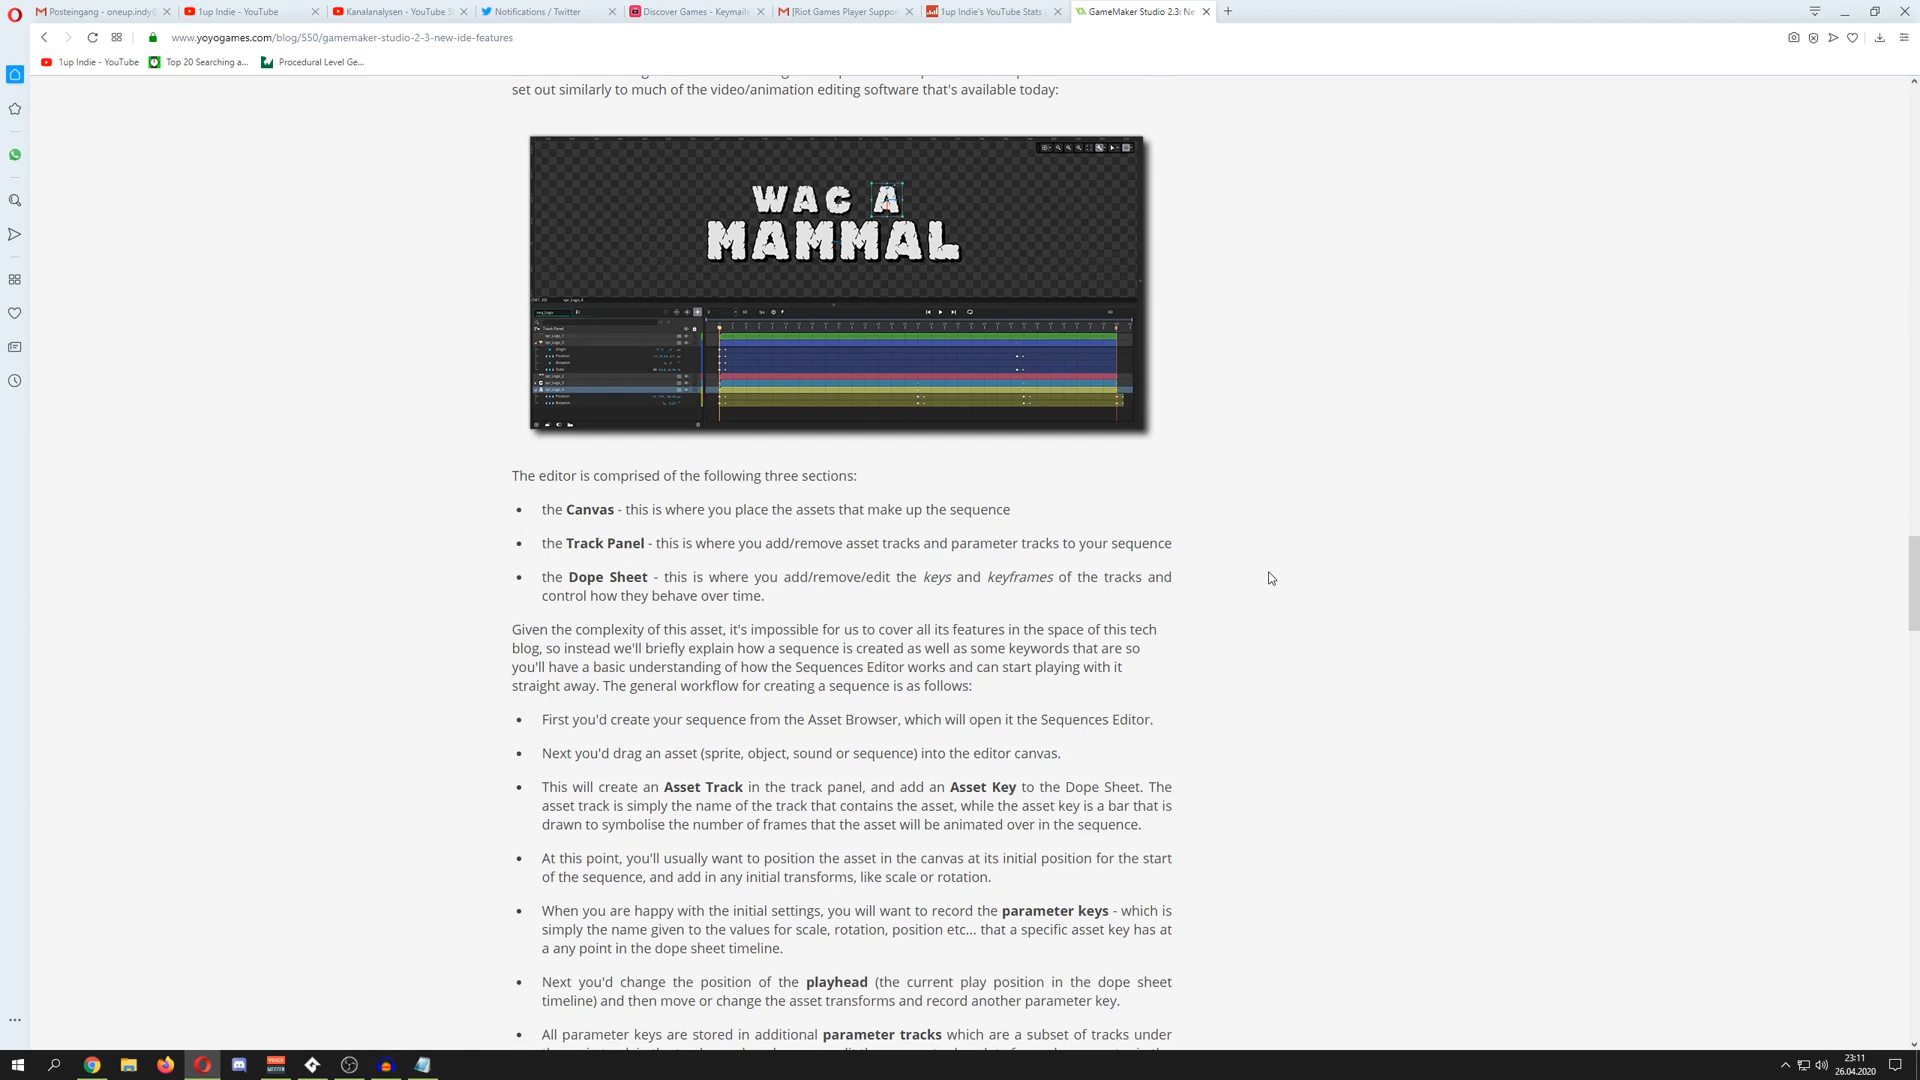 Posteingang - oneup.indy@
1up Indie - YouTube
Kanalanalysen - YouTube S
Notifications / Twitter
Discover Games - Keymaile
[Riot Games Player Suppor
1up Indie's YouTube Stats
GameMaker Studio 2.3: Ne
www.yoyogames.com/blog/550/gamemaker-studio-2-3-new-ide-features
1up Indie - YouTube
Top 20 Searching a...
Procedural Level Ge...
set out similarly to much of the video/animation editing software that's available today:
WAC A
MAMMAL
The editor is comprised of the following three sections:
• the Canvas - this is where you place the assets that make up the sequence
• the Track Panel - this is where you add/remove asset tracks and parameter tracks to your sequence
• the Dope Sheet - this is where you add/remove/edit the keys and keyframes of the tracks and
control how they behave over time.
Given the complexity of this asset, it's impossible for us to cover all its features in the space of this tech
blog, so instead we'll briefly explain how a sequence is created as well as some keywords that are so
you'll have a basic understanding of how the Sequences Editor works and can start playing with it
straight away. The general workflow for creating a sequence is as follows:
• First you'd create your sequence from the Asset Browser, which will open it the Sequences Editor.
• Next you'd drag an asset (sprite, object, sound or sequence) into the editor canvas.
• This will create an Asset Track in the track panel, and add an Asset Key to the Dope Sheet. The
asset track is simply the name of the track that contains the asset, while the asset key is a bar that is
drawn to symbolise the number of frames that the asset will be animated over in the sequence.
• At this point, you'll usually want to position the asset in the canvas at its initial position for the start
of the sequence, and add in any initial transforms, like scale or rotation.
• When you are happy with the initial settings, you will want to record the parameter keys - which is
simply the name given to the values for scale, rotation, position etc... that a specific asset key has at
a any point in the dope sheet timeline.
• Next you'd change the position of the playhead (the current play position in the dope sheet
timeline) and then move or change the asset transforms and record another parameter key.
• All parameter keys are stored in additional parameter tracks which are a subset of tracks under
23:11
26.04.2020